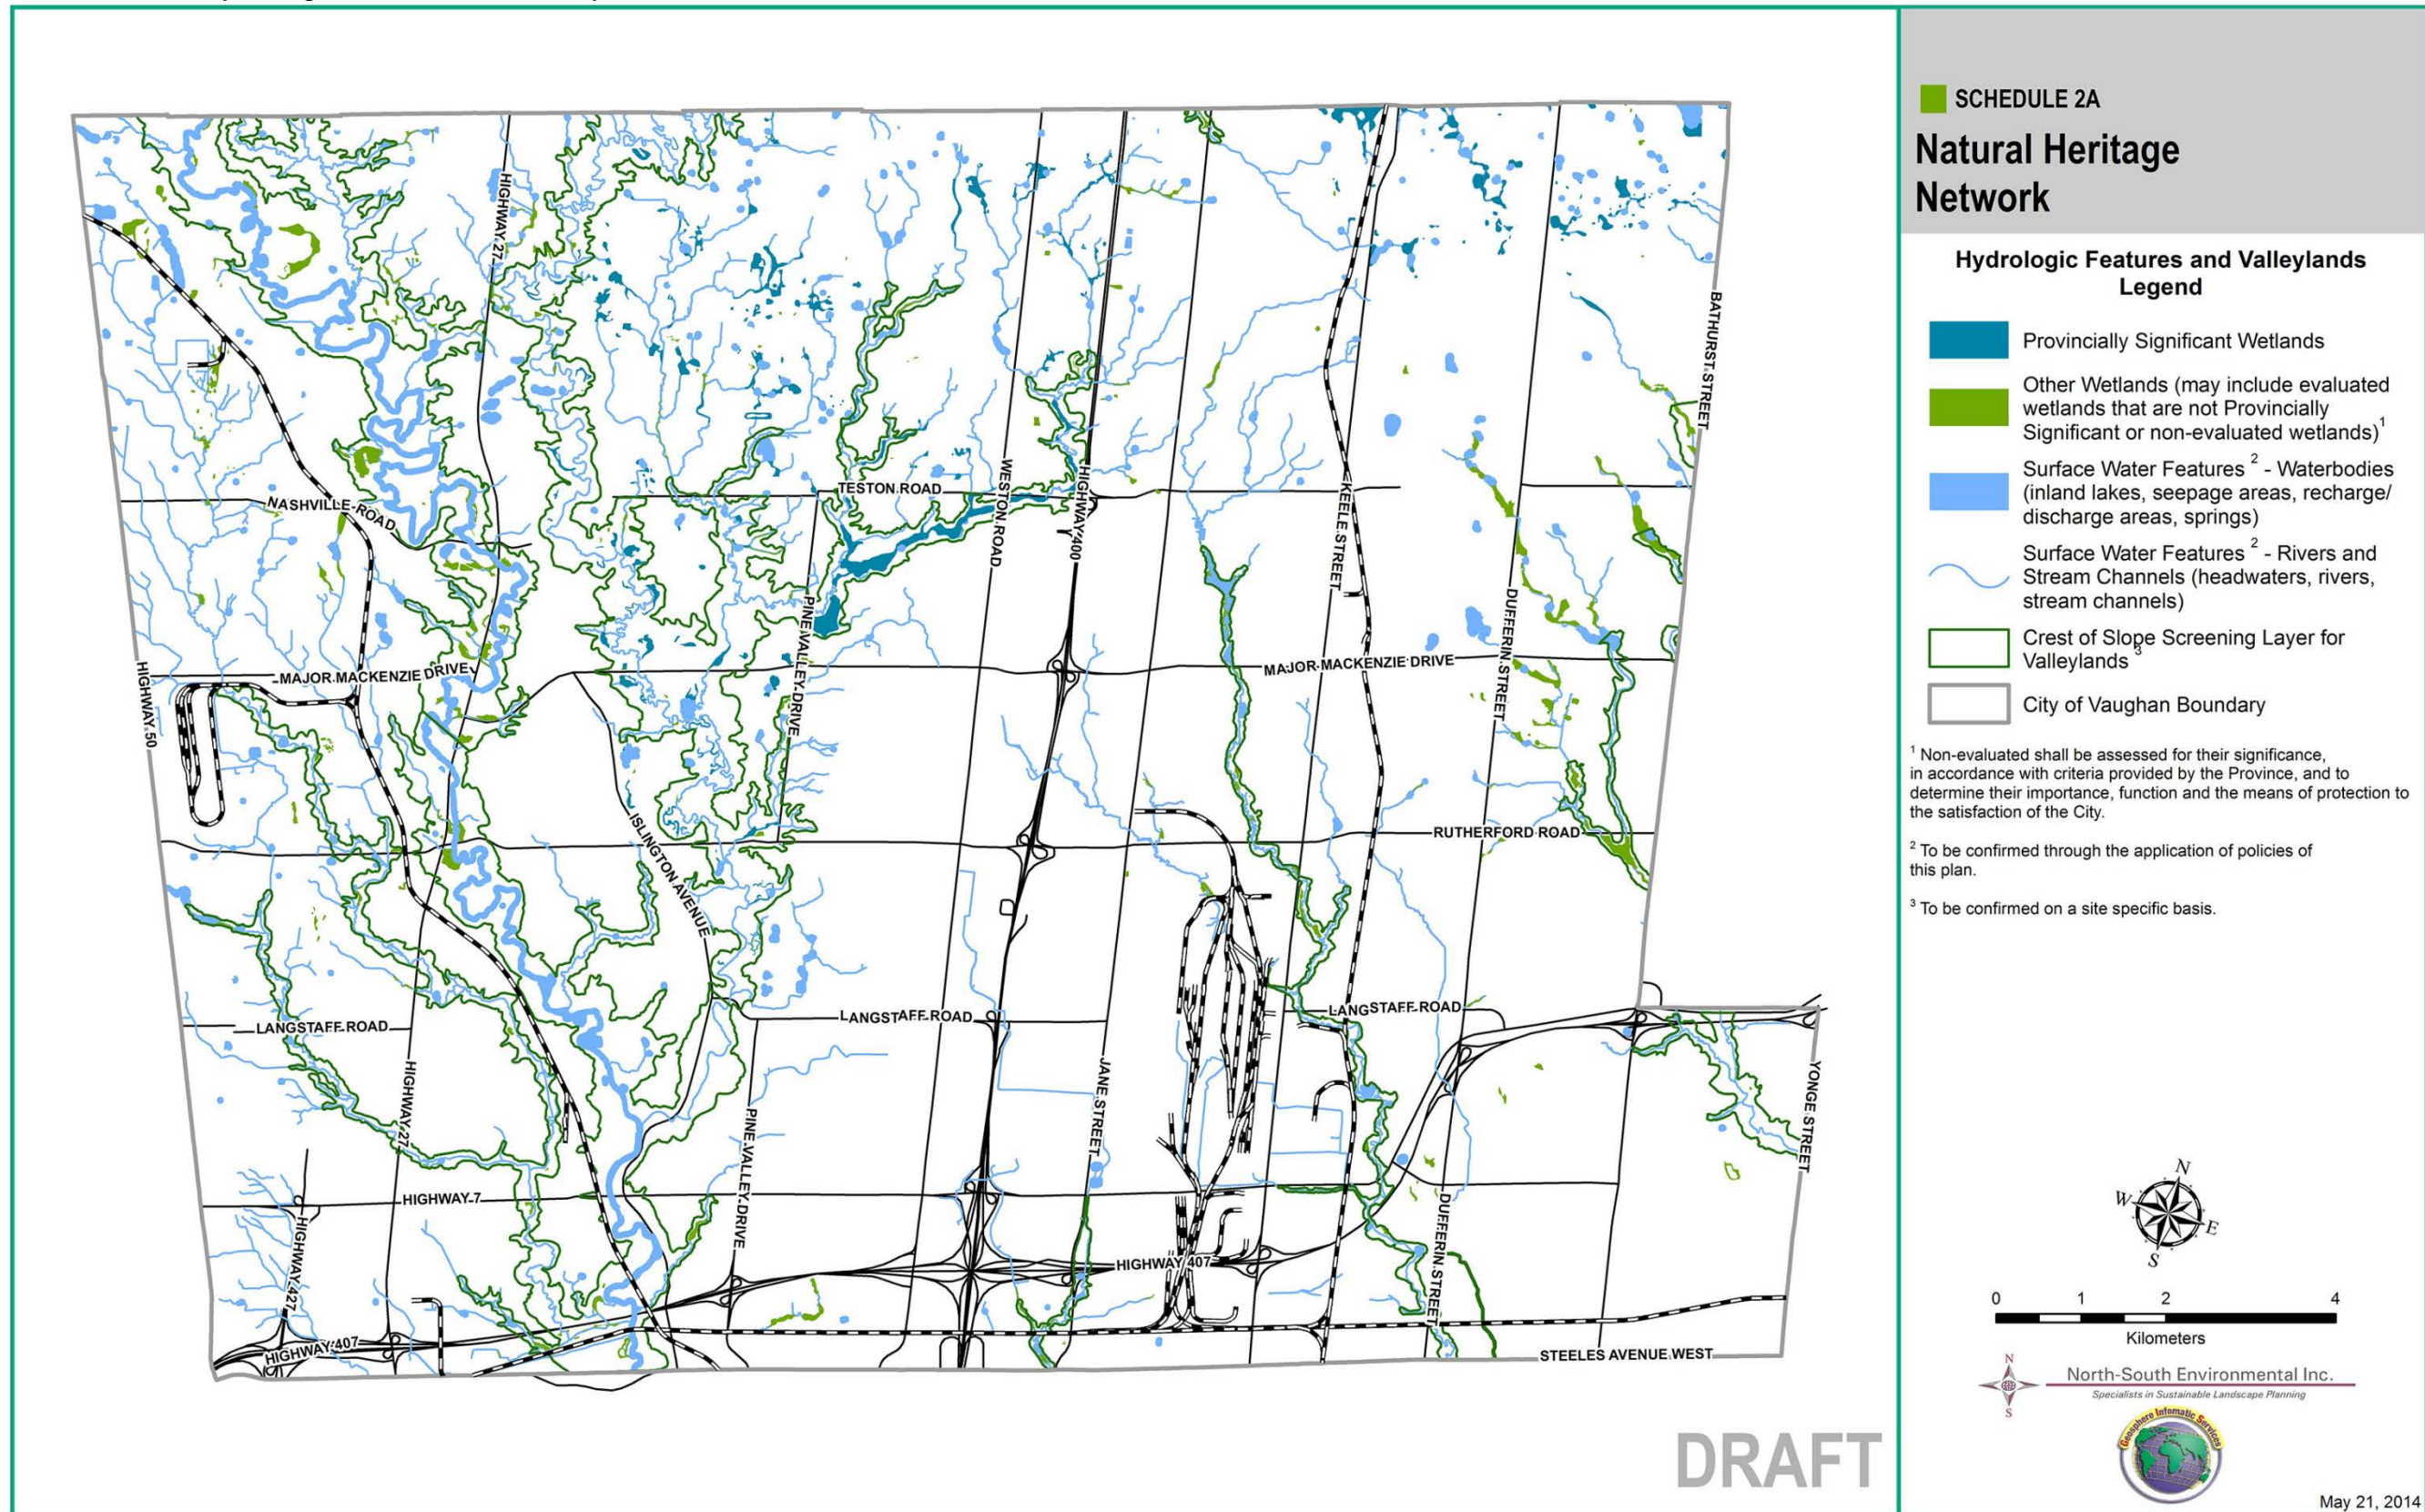 SCHEDULE 2A
Natural Heritage
Network
Hydrologic Features and Valleylands
Legend
Provincially Significant Wetlands
Other Wetlands (may include evaluated
wetlands that are not Provincially
Significant or non-evaluated wetlands)1
Surface Water Features 2 - Waterbodies
(inland lakes, seepage areas, recharge/
discharge areas, springs)
Surface Water Features 2 - Rivers and
Stream Channels (headwaters, rivers,
stream channels)
Crest of Slope Screening Layer for
Valleylands 3
City of Vaughan Boundary
1 Non-evaluated shall be assessed for their significance,
in accordance with criteria provided by the Province, and to
determine their importance, function and the means of protection to
the satisfaction of the City.
2 To be confirmed through the application of policies of
this plan.
3 To be confirmed on a site specific basis.
N
W
E
S
0 1 2 4
Kilometers
N
S
North-South Environmental Inc.
Specialists in Sustainable Landscape Planning
Geosphere Infomatic Services
May 21, 2014
DRAFT
HIGHWAY 27
BATHURST STREET
TESTON ROAD
WESTON ROAD
HIGHWAY 400
KEELE STREET
NASHVILLE ROAD
PINE VALLEY DRIVE
DUFFERIN STREET
HIGHWAY 50
MAJOR MACKENZIE DRIVE
MAJOR MACKENZIE DRIVE
ISLINGTON AVENUE
RUTHERFORD ROAD
LANGSTAFF ROAD
LANGSTAFF ROAD
LANGSTAFF ROAD
HIGHWAY 27
JANE STREET
YONGE STREET
PINE VALLEY DRIVE
HIGHWAY 7
HIGHWAY 427
DUFFERIN STREET
HIGHWAY 407
HIGHWAY 407
STEELES AVENUE WEST